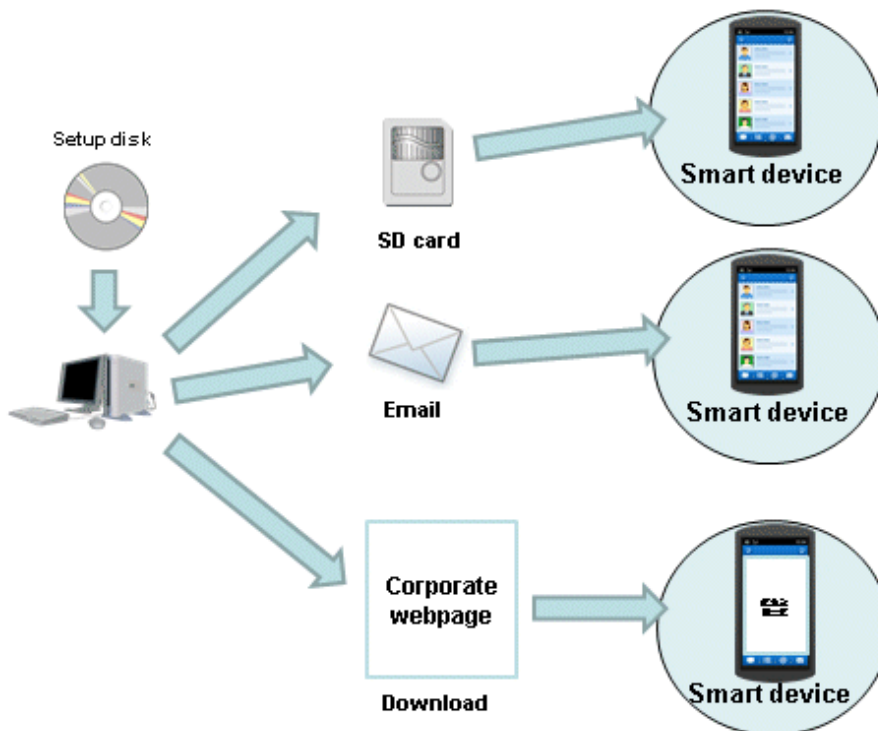 Setup disk
SD card
Smart device
Email
Smart device
Corporate
webpage
Download
Smart device